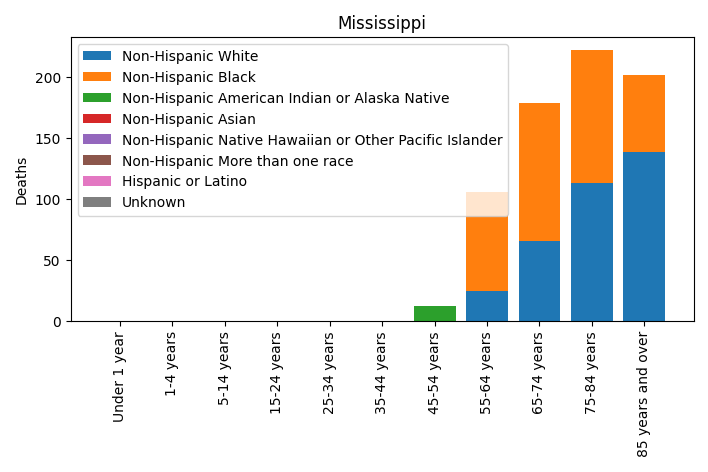 Mississippi
Non-Hispanic White
Non-Hispanic Black
Non-Hispanic American Indian or Alaska Native
Non-Hispanic Asian
Non-Hispanic Native Hawaiian or Other Pacific Islander
Non-Hispanic More than one race
Hispanic or Latino
Unknown
Deaths
200
150
100
50
0
Under 1 year
1-4 years
5-14 years
15-24 years
25-34 years
35-44 years
45-54 years
55-64 years
65-74 years
75-84 years
85 years and over